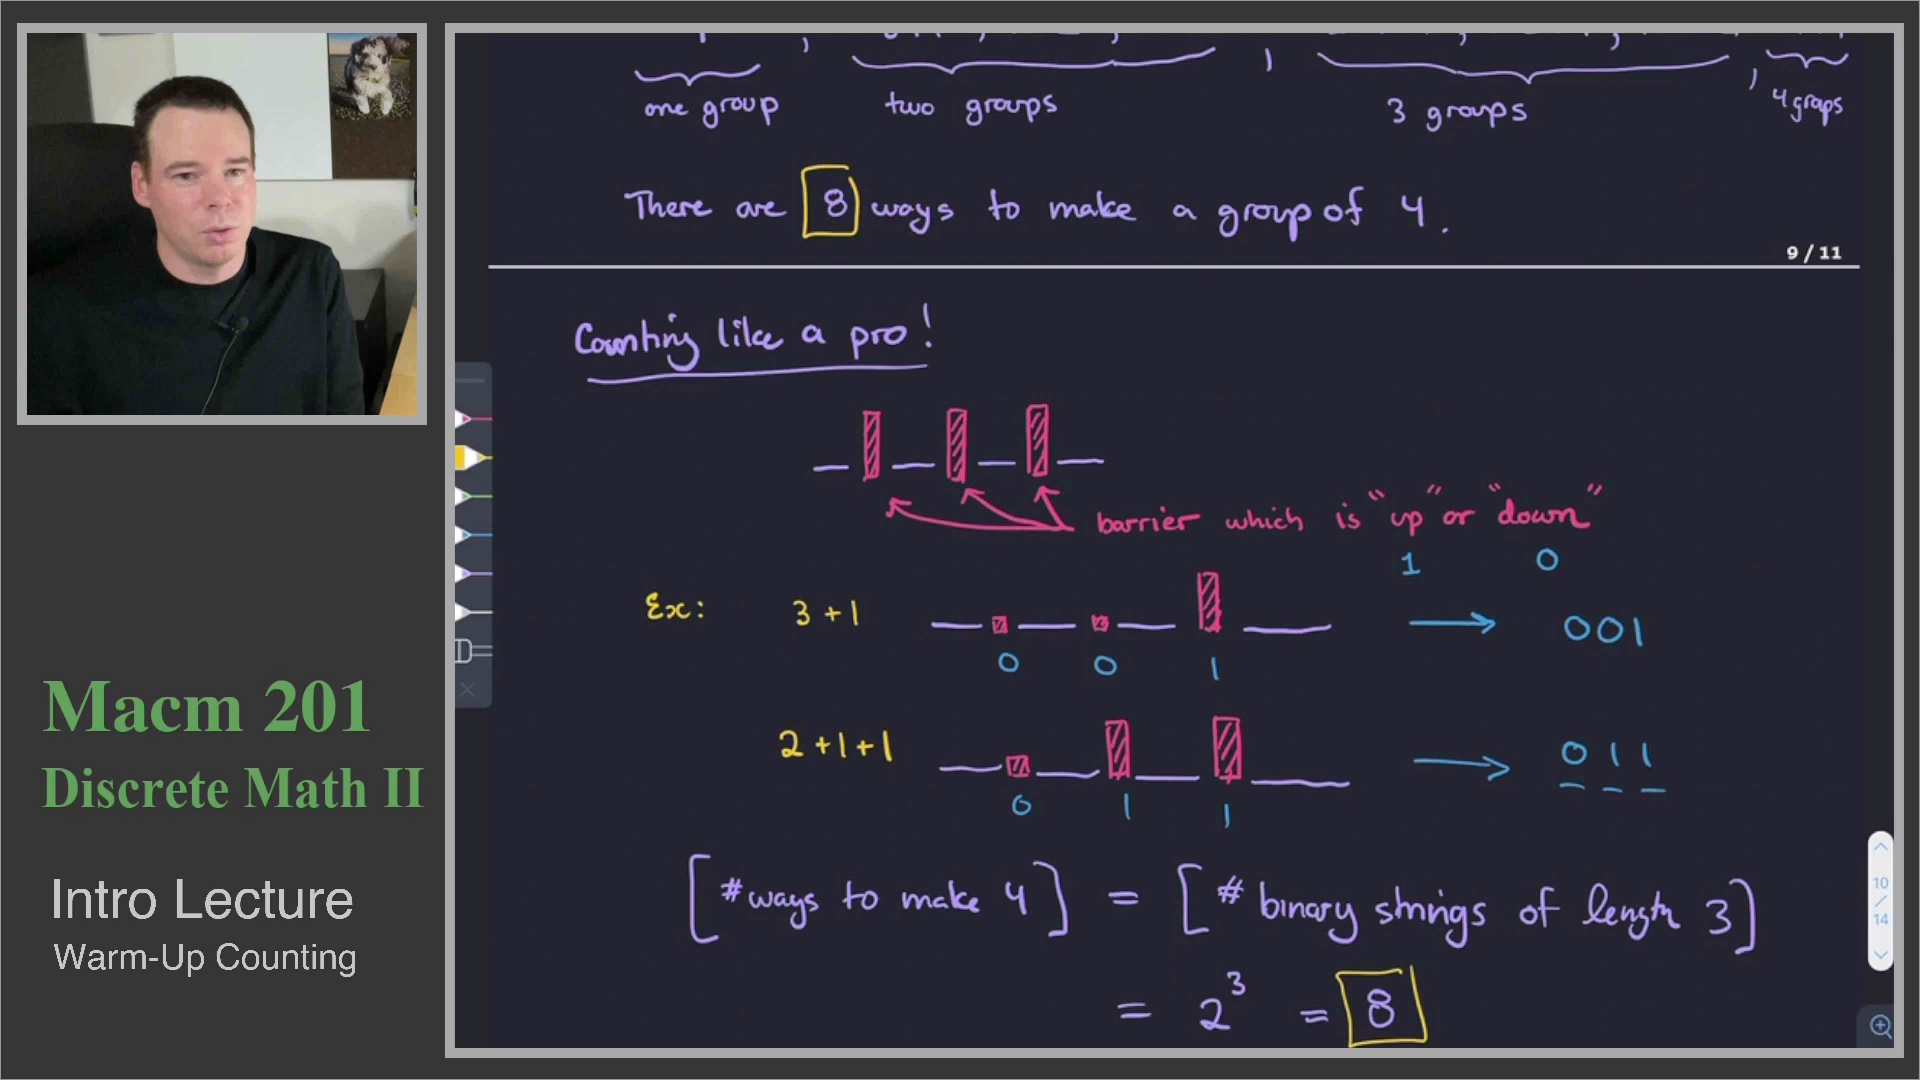 one group
two groups
3 groups
4 graps
There are 8 ways to make a group of 4.
9 / 11
Counting like a pro!
barrier which is "up" or "down"
1 0
Ex: 3 + 1 → 001
0 0 1
2 + 1 + 1 → 011
0 1 1
[# ways to make 4] = [# binary strings of length 3]
= 2³ = 8
Macm 201
Discrete Math II
Intro Lecture
Warm-Up Counting
10
/
14